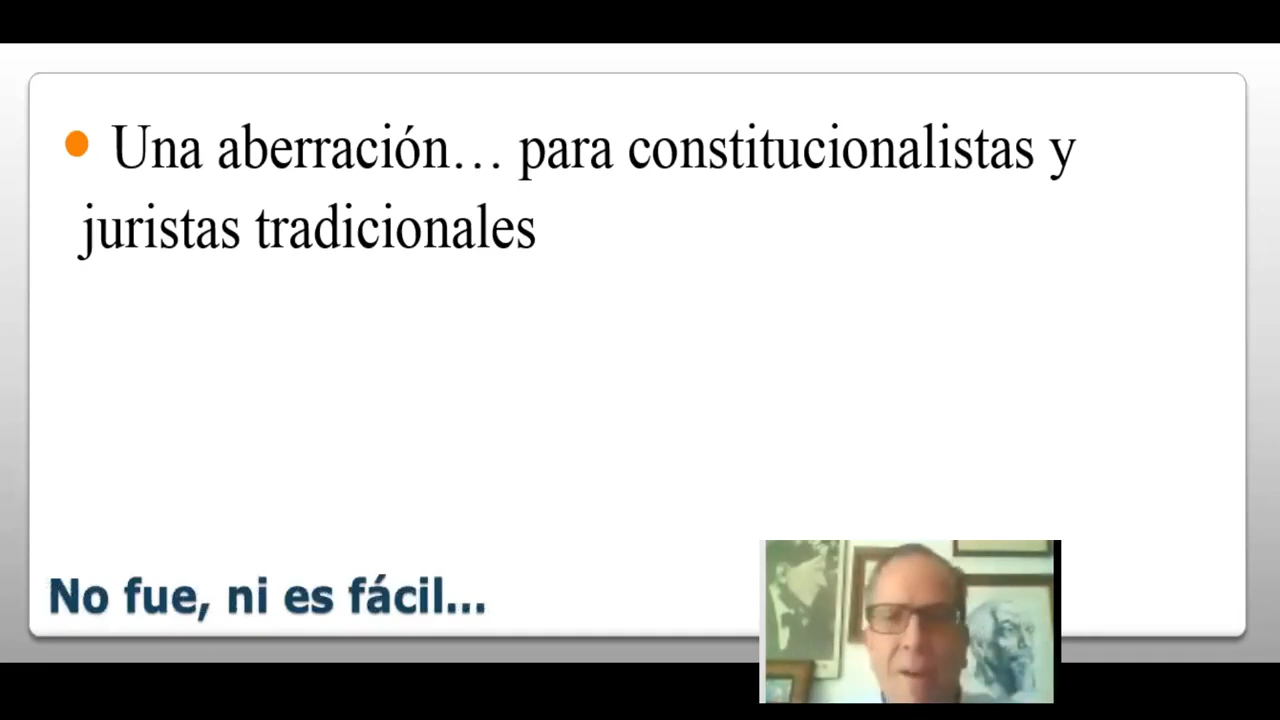 Una aberración… para constitucionalistas y
juristas tradicionales
No fue, ni es fácil...